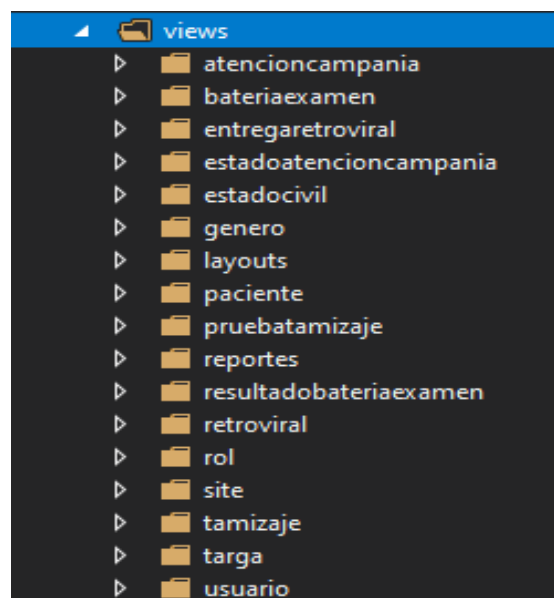 views
atencioncampania
bateriaexamen
entregaretroviral
estadoatencioncampania
estadocivil
genero
layouts
paciente
pruebatamizaje
reportes
resultadobateriaexamen
retroviral
rol
site
tamizaje
targa
usuario